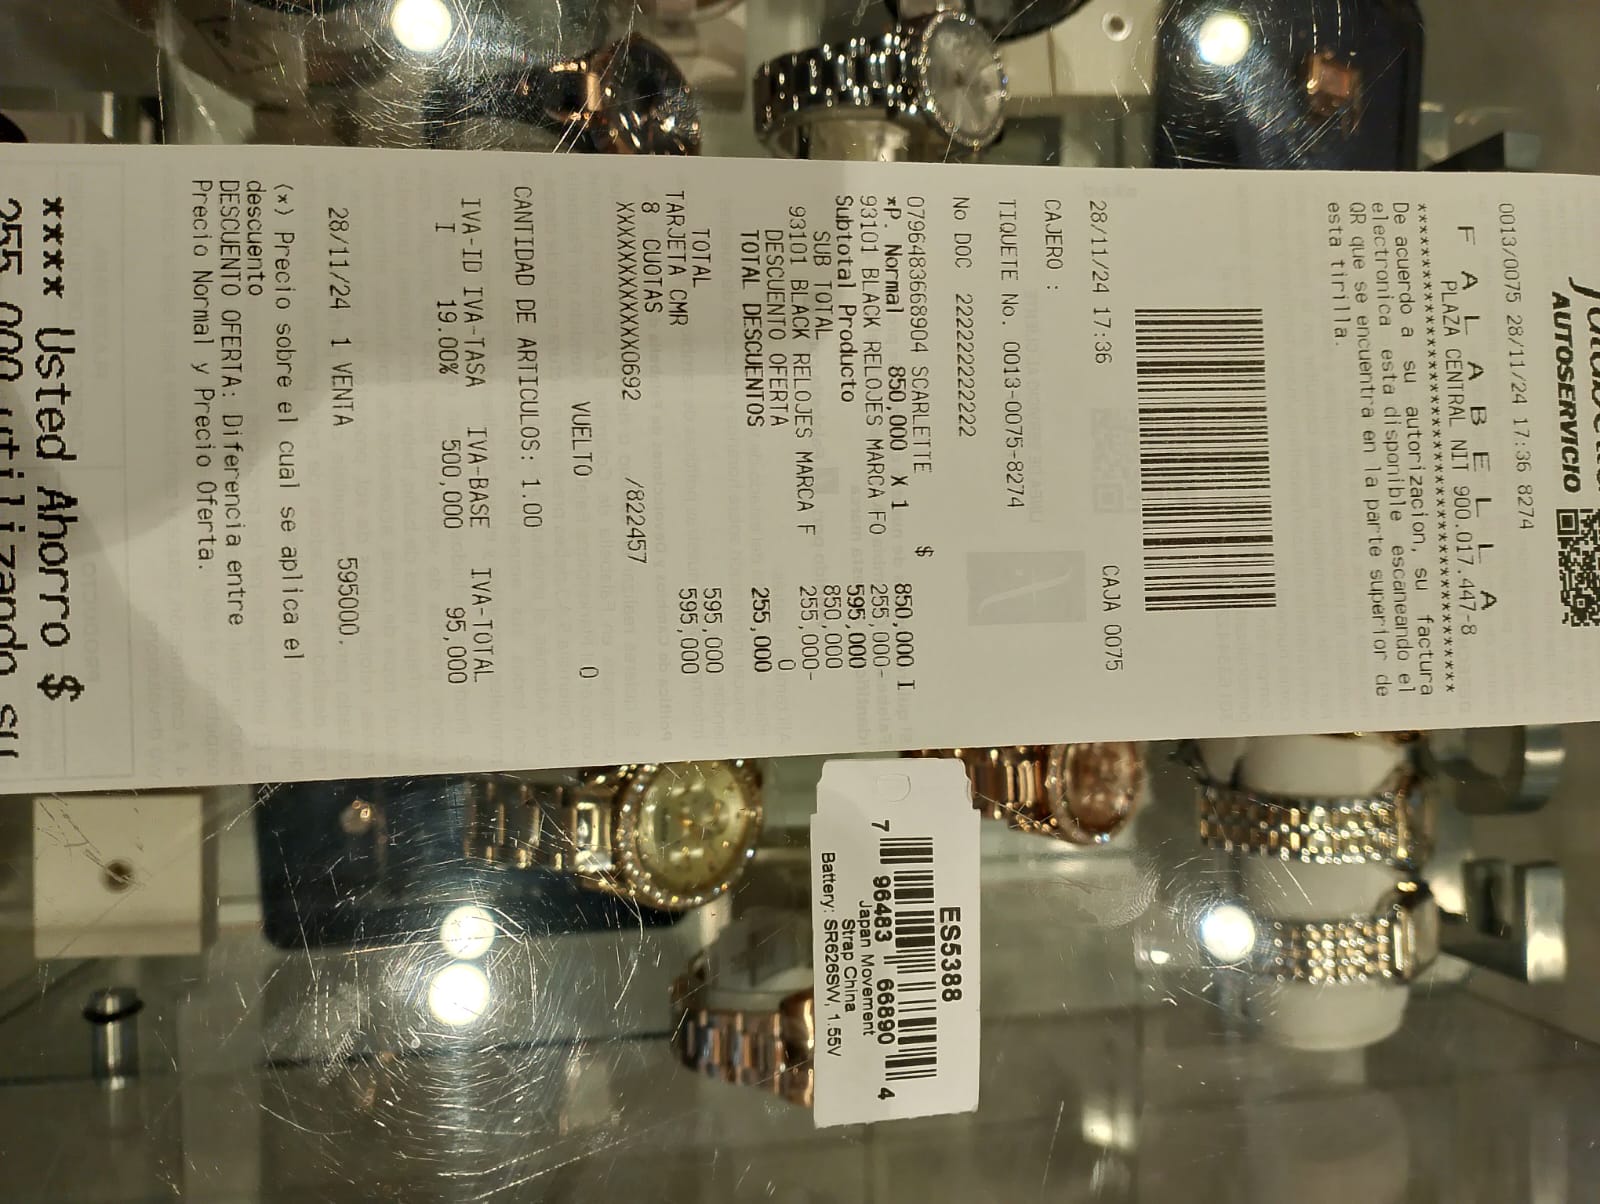 AUTOSERVICIO
0013/0075 28/11/24 17:36 8274
F A L A B E L L A
PLAZA CENTRAL NIT 900.017.447-8
De acuerdo a su autorizacion, su factura
electronica esta disponible escaneando el
QR que se encuentra en la parte superior de
esta tirilla.
28/11/24 17:36 CAJA 0075
CAJERO :
TIQUETE No. 0013-0075-8274
No DOC 222222222222
$
0796483668904 SCARLETTE 850,000 I
*P. Normal 850,000 X 1 255,000-
93101 BLACK RELOJES MARCA FO
Subtotal Producto 595,000
SUB TOTAL 850,000
93101 BLACK RELOJES MARCA F 255,000-
DESCUENTO OFERTA 0
TOTAL DESCUENTOS 255,000
TOTAL 595,000
TARJETA CMR 595,000
8 CUOTAS
XXXXXXXXXXXX0692 /822457
VUELTO 0
CANTIDAD DE ARTICULOS: 1.00
IVA-ID IVA-TASA IVA-BASE IVA-TOTAL
I 19.00% 500,000 95,000
28/11/24 1 VENTA 595000.
(*) Precio sobre el cual se aplica el
descuento
DESCUENTO OFERTA: Diferencia entre
Precio Normal y Precio Oferta.
**** Usted Ahorro $
255,000 utilizando su
ES5388
7 96483 66890 4
Japan Movement
Strap China
Battery: SR626SW, 1.55V